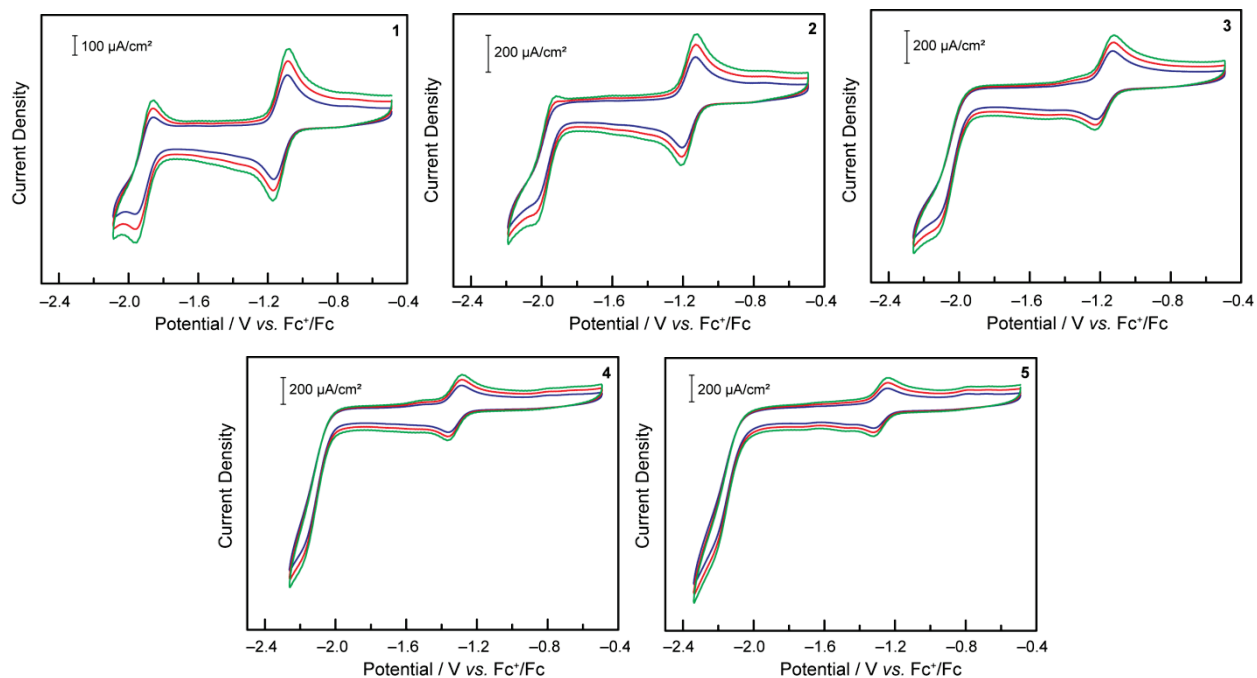 100 µA/cm²
1
Current Density
–2.4 –2.0 –1.6 –1.2 –0.8 –0.4
Potential / V vs. Fc⁺/Fc
200 µA/cm²
2
Current Density
–2.4 –2.0 –1.6 –1.2 –0.8 –0.4
Potential / V vs. Fc⁺/Fc
200 µA/cm²
3
Current Density
–2.4 –2.0 –1.6 –1.2 –0.8 –0.4
Potential / V vs. Fc⁺/Fc
200 µA/cm²
4
Current Density
–2.4 –2.0 –1.6 –1.2 –0.8 –0.4
Potential / V vs. Fc⁺/Fc
200 µA/cm²
5
Current Density
–2.4 –2.0 –1.6 –1.2 –0.8 –0.4
Potential / V vs. Fc⁺/Fc